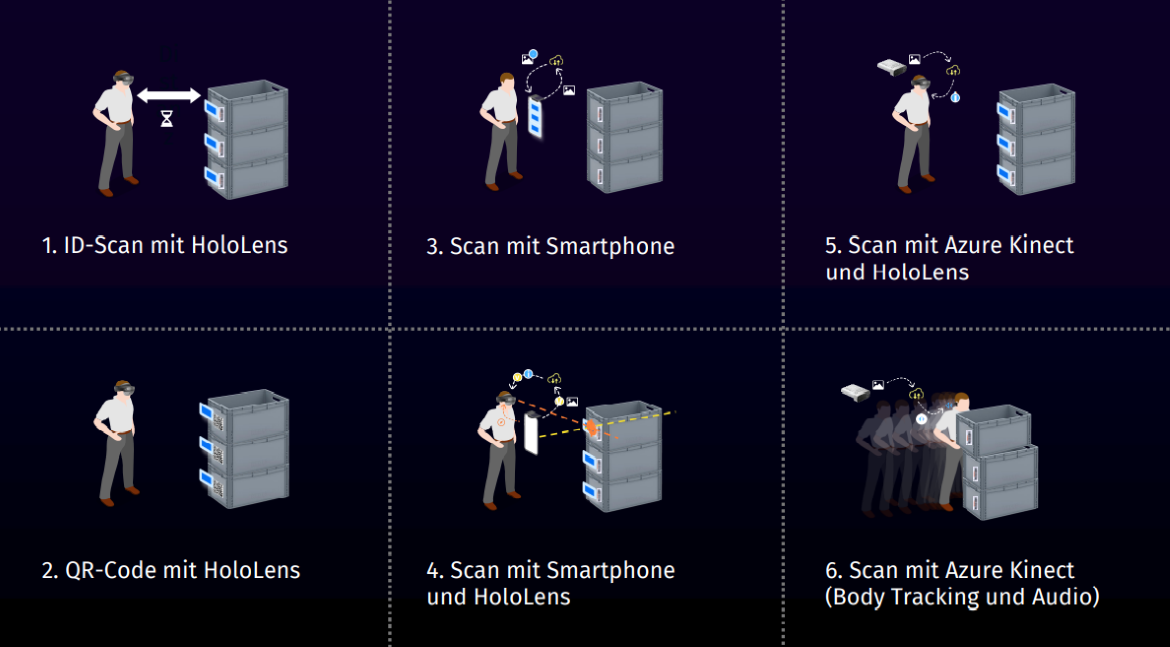 1. ID-Scan mit HoloLens
3. Scan mit Smartphone
5. Scan mit Azure Kinect
und HoloLens
2. QR-Code mit HoloLens
4. Scan mit Smartphone
und HoloLens
6. Scan mit Azure Kinect
(Body Tracking und Audio)